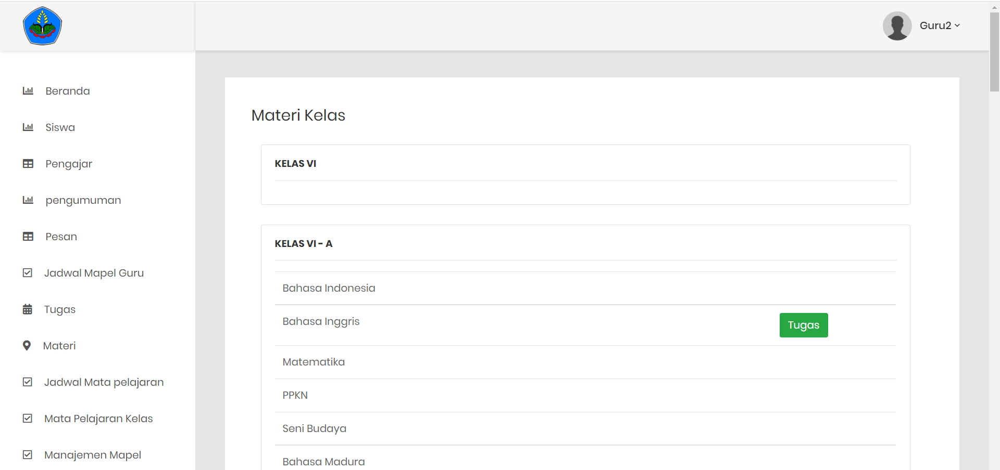 Guru2
Beranda
Siswa
Pengajar
pengumuman
Pesan
Jadwal Mapel Guru
Tugas
Materi
Jadwal Mata pelajaran
Mata Pelajaran Kelas
Manajemen Mapel
Materi Kelas
KELAS VI
KELAS VI - A
Bahasa Indonesia
Bahasa Inggris
Tugas
Matematika
PPKN
Seni Budaya
Bahasa Madura